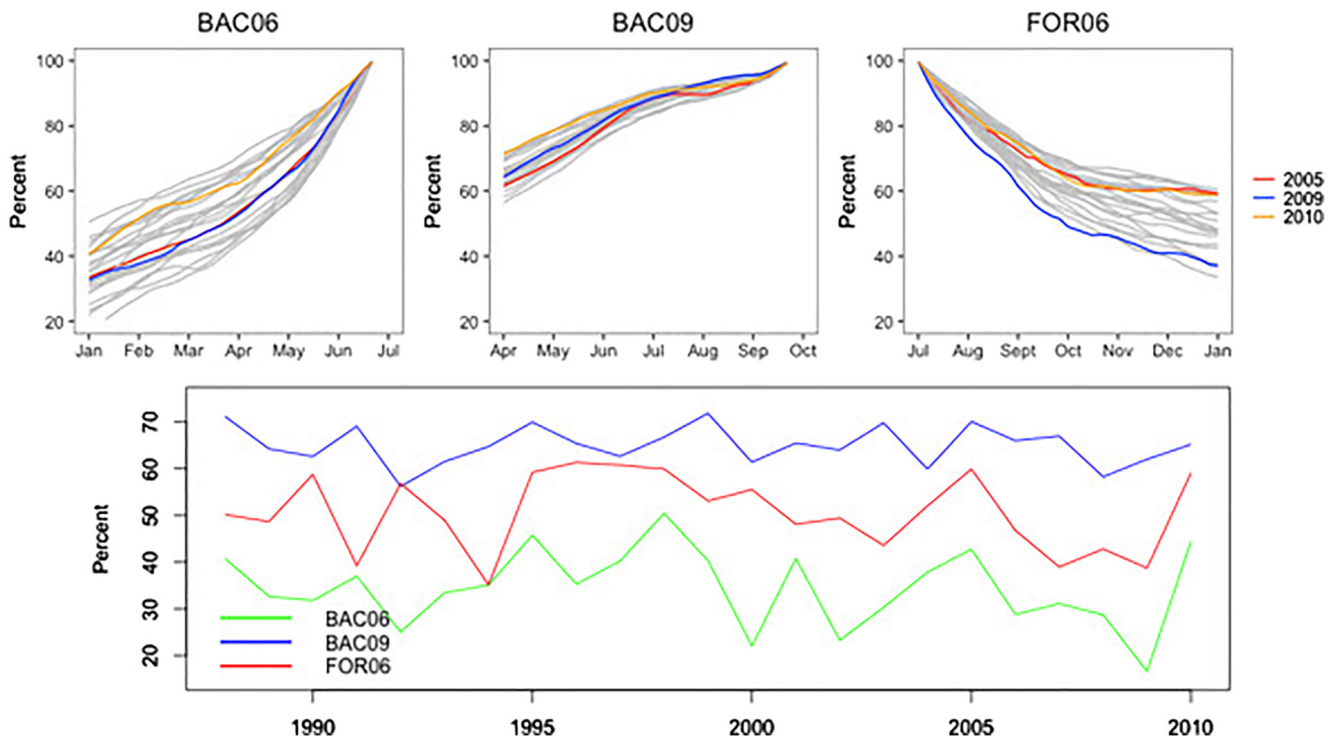 BAC06 BAC09 FOR06
Percent
100
80
60
40
20
Jan Feb Mar Apr May Jun Jul
Percent
100
80
60
40
20
Apr May Jun Jul Aug Sep Oct
Percent
100
80
60
40
20
Jul Aug Sept Oct Nov Dec Jan
2005
2009
2010
Percent
70
60
50
40
30
20
BAC06
BAC09
FOR06
1990 1995 2000 2005 2010